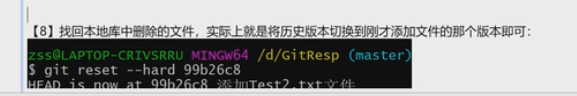 【8】找回本地库中删除的文件，实际上就是将历史版本切换到刚才添加文件的那个版本即可：
zss@LAPTOP-CRIVSRRU MINGW64 /d/GitResp (master)
$ git reset --hard 99b26c8
HEAD is now at 99b26c8 添加Test2.txt文件